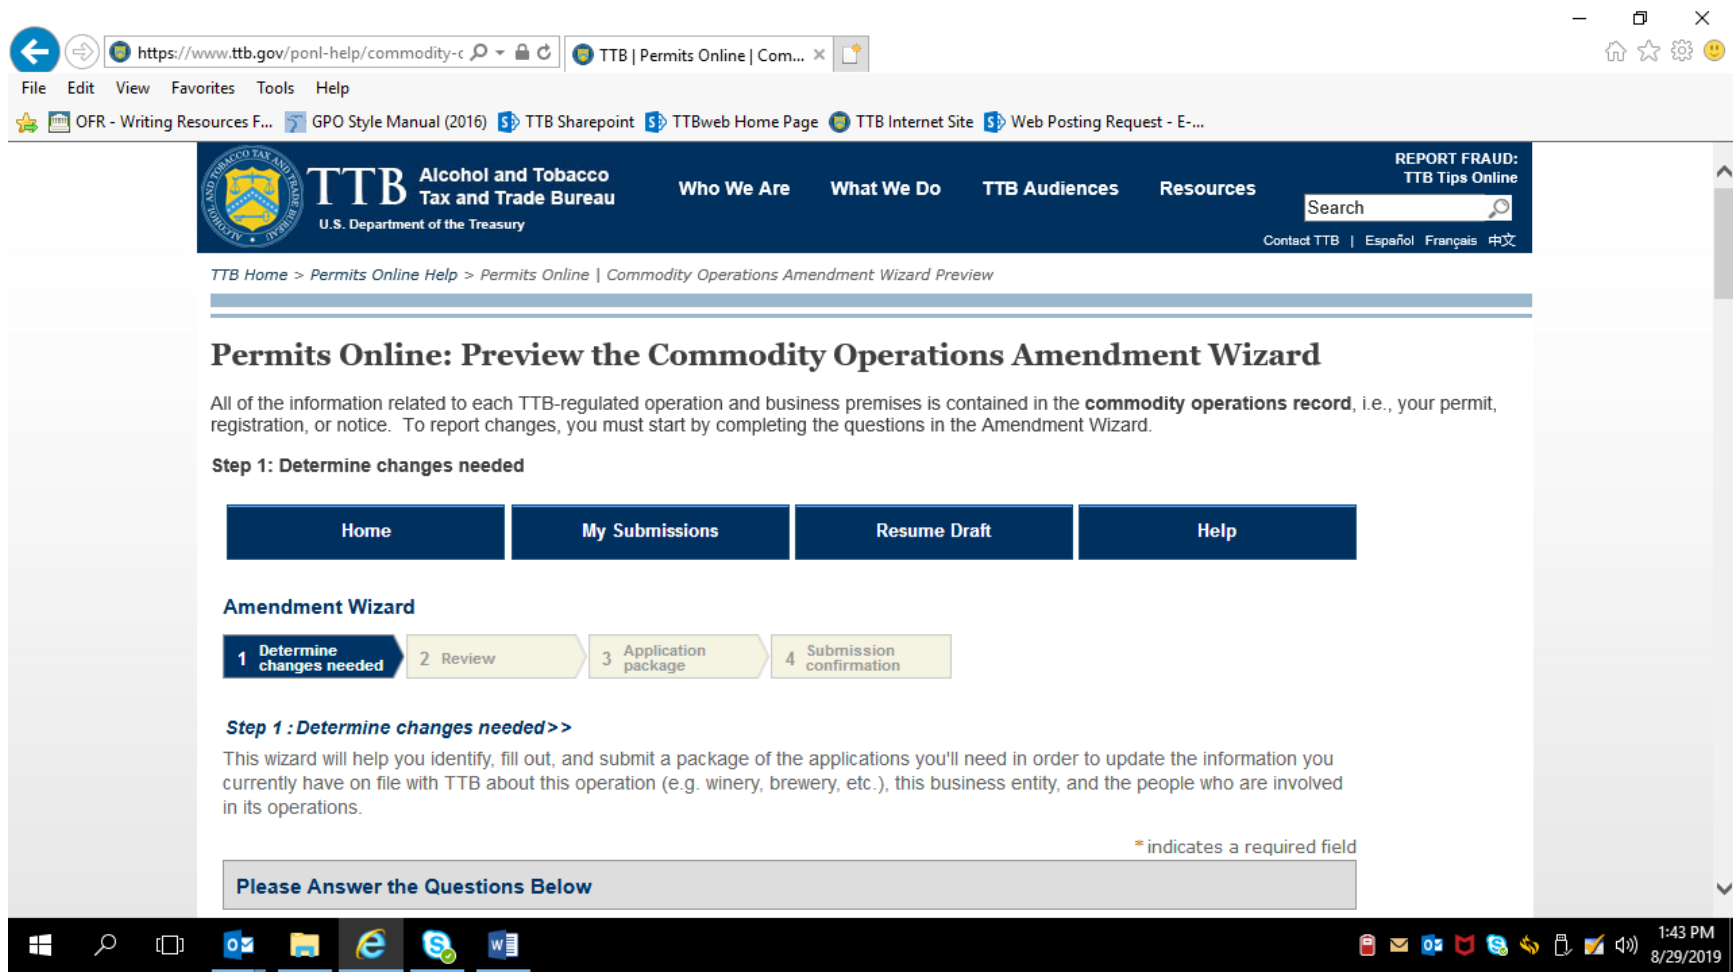 https://www.ttb.gov/ponl-help/commodity-c
TTB | Permits Online | Com...
File Edit View Favorites Tools Help
OFR - Writing Resources F... GPO Style Manual (2016) TTB Sharepoint TTBweb Home Page TTB Internet Site Web Posting Request - E-...
TTB Alcohol and Tobacco
Tax and Trade Bureau
U.S. Department of the Treasury
Who We Are What We Do TTB Audiences Resources
REPORT FRAUD:
TTB Tips Online
Search
Contact TTB | Español Français 中文
TTB Home > Permits Online Help > Permits Online | Commodity Operations Amendment Wizard Preview
Permits Online: Preview the Commodity Operations Amendment Wizard
All of the information related to each TTB-regulated operation and business premises is contained in the commodity operations record, i.e., your permit,
registration, or notice. To report changes, you must start by completing the questions in the Amendment Wizard.
Step 1: Determine changes needed
Home My Submissions Resume Draft Help
Amendment Wizard
1 Determine
changes needed
2 Review
3 Application
package
4 Submission
confirmation
Step 1 : Determine changes needed>>
This wizard will help you identify, fill out, and submit a package of the applications you'll need in order to update the information you
currently have on file with TTB about this operation (e.g. winery, brewery, etc.), this business entity, and the people who are involved
in its operations.
* indicates a required field
Please Answer the Questions Below
1:43 PM
8/29/2019